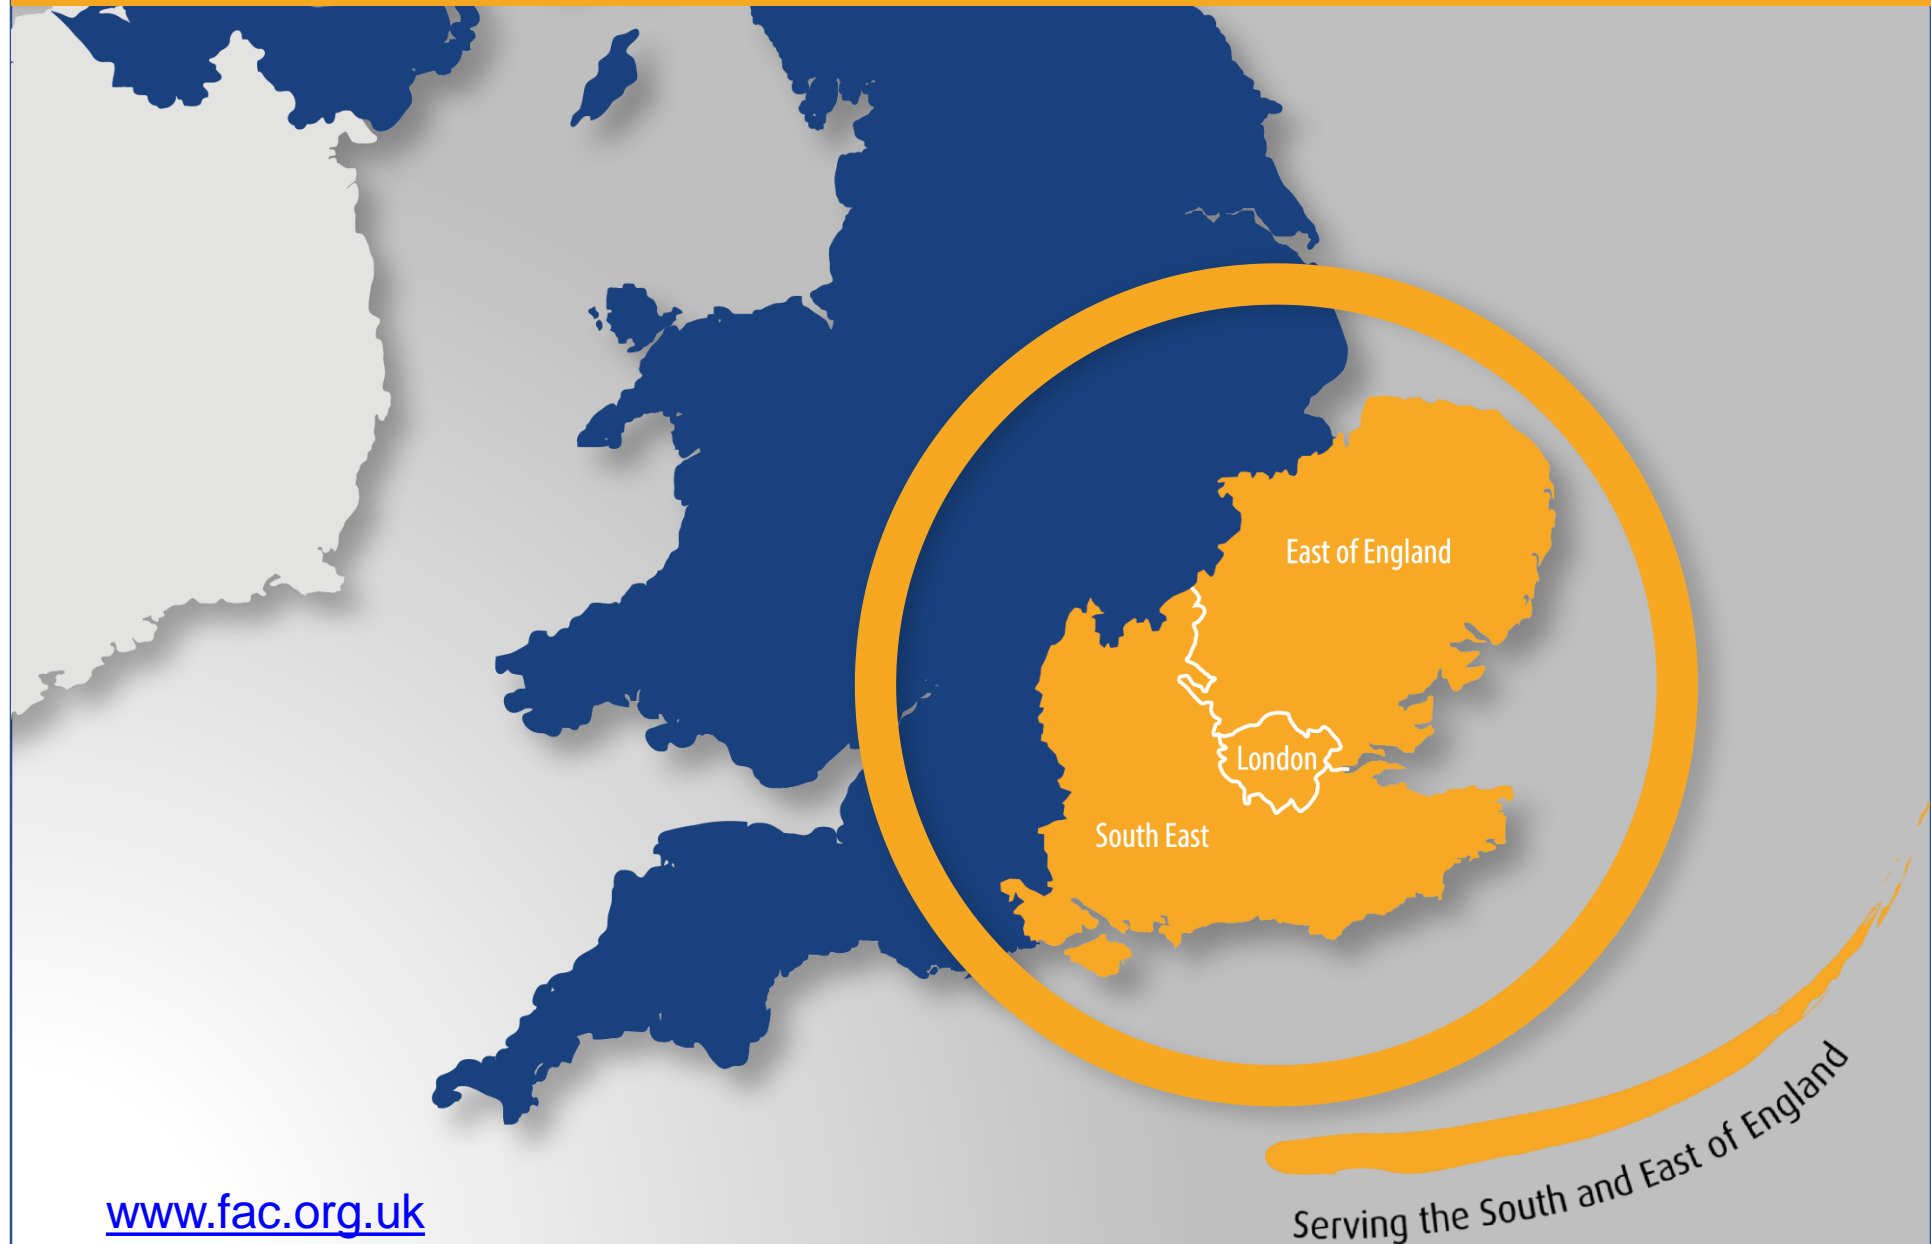 East of England
London
South East
Serving the South and East of England
www.fac.org.uk